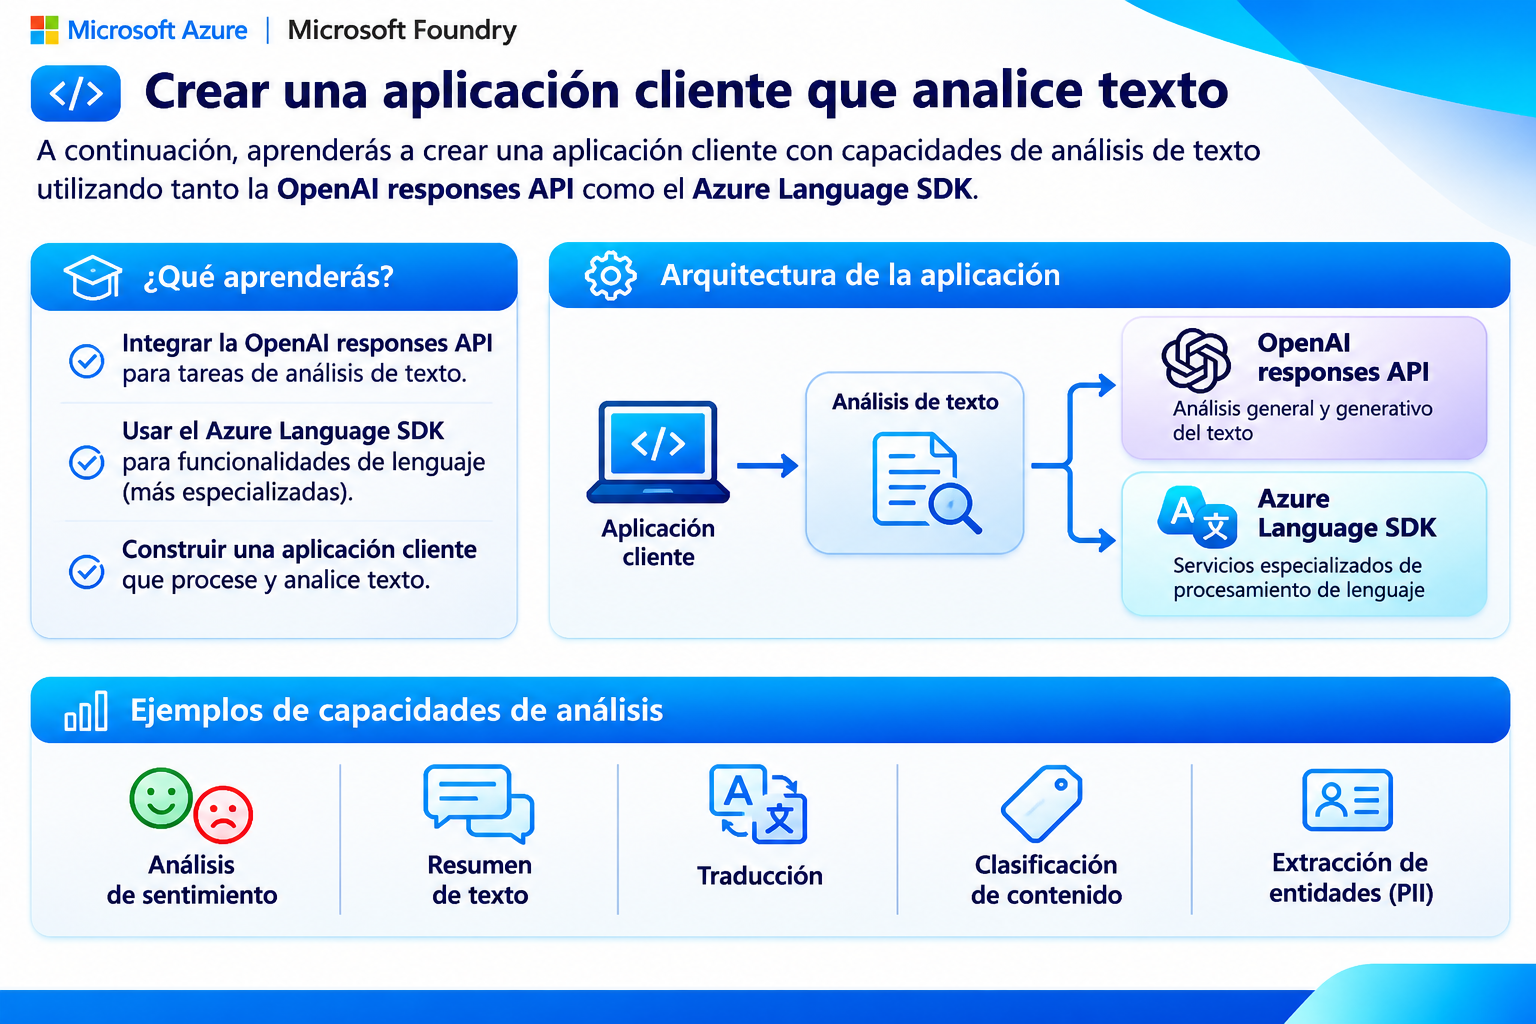 Microsoft Azure | Microsoft Foundry
</> Crear una aplicación cliente que analice texto
A continuación, aprenderás a crear una aplicación cliente con capacidades de análisis de texto
utilizando tanto la OpenAI responses API como el Azure Language SDK.
¿Qué aprenderás?
Integrar la OpenAI responses API
para tareas de análisis de texto.
Usar el Azure Language SDK
para funcionalidades de lenguaje
(más especializadas).
Construir una aplicación cliente
que procese y analice texto.
Arquitectura de la aplicación
</>
Aplicación
cliente
Análisis de texto
OpenAI
responses API
Análisis general y generativo
del texto
A 文
Azure
Language SDK
Servicios especializados de
procesamiento de lenguaje
Ejemplos de capacidades de análisis
Análisis
de sentimiento
Resumen
de texto
A 文
Traducción
Clasificación
de contenido
Extracción de
entidades (PII)